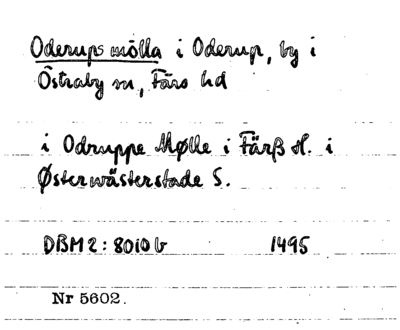 Oderups mölla i Oderup, by i
Östraby sn, Färs hd
i Odruppe Mølle i Färß H. i
Østerwästerstade S.
DBM 2: 8010 b 1495
Nr 5602.